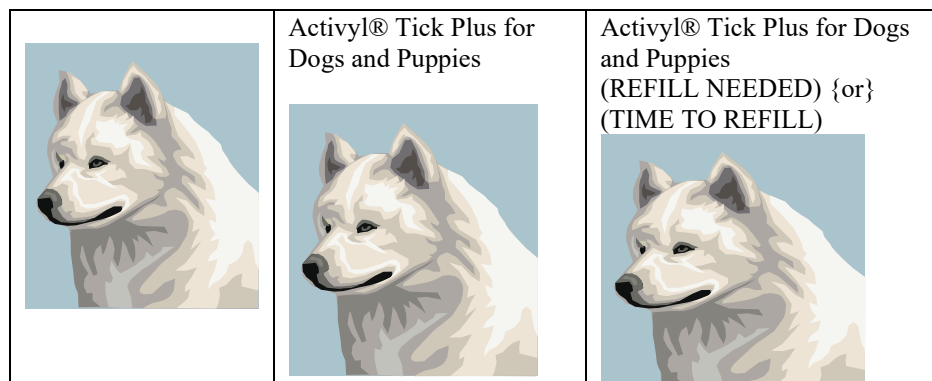 Activyl® Tick Plus for
Dogs and Puppies
Activyl® Tick Plus for Dogs
and Puppies
(REFILL NEEDED) {or}
(TIME TO REFILL)